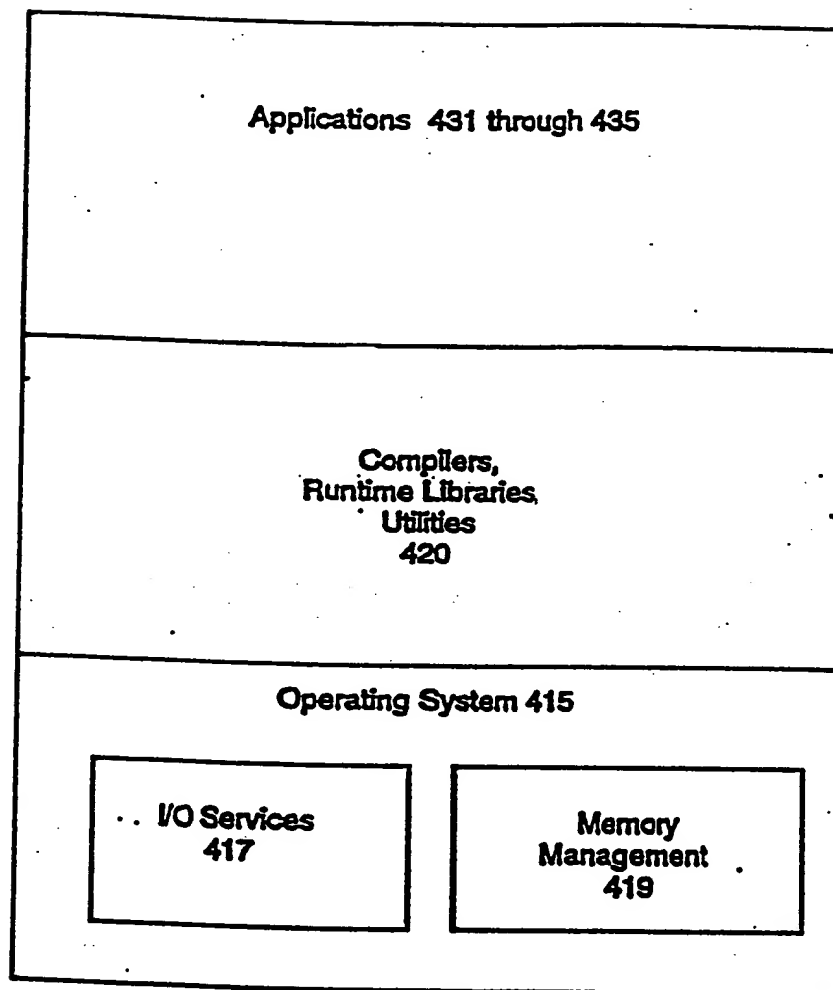 Applications 431 through 435
Compilers,
Runtime Libraries,
Utilities
420
Operating System 415
I/O Services
417
Memory
Management
419